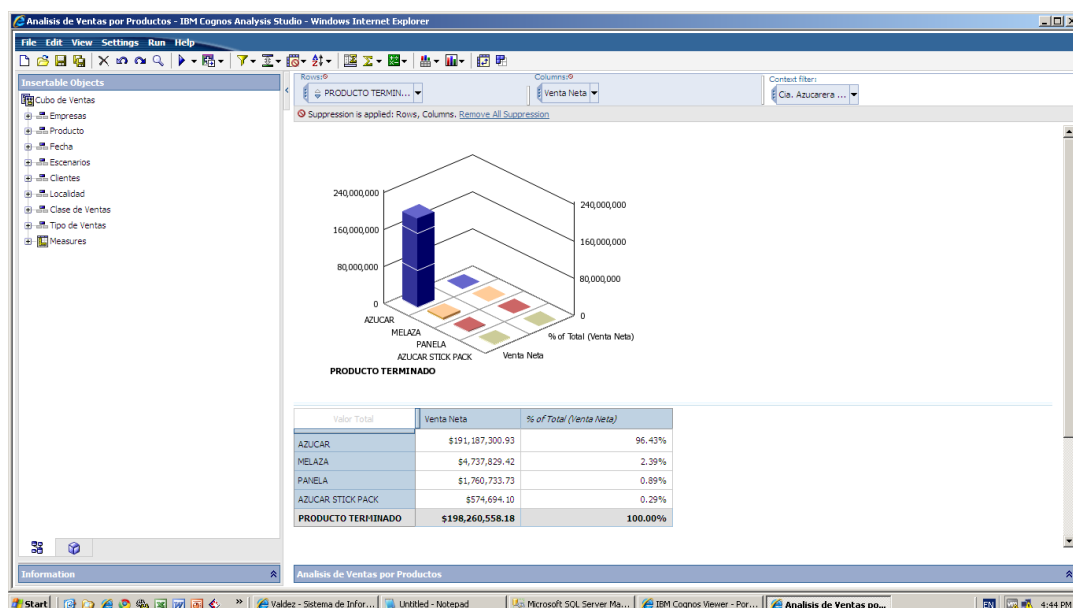 Analisis de Ventas por Productos - IBM Cognos Analysis Studio - Windows Internet Explorer
File Edit View Settings Run Help
Insertable Objects
Cubo de Ventas
Empresas
Producto
Fecha
Escenarios
Clientes
Localidad
Clase de Ventas
Tipo de Ventas
Measures
Information
Rows: Columns: Context filter:
PRODUCTO TERMIN... Venta Neta Cia. Azucarera ...
Suppression is applied: Rows, Columns. Remove All Suppression
240,000,000
160,000,000
80,000,000
0
240,000,000
160,000,000
80,000,000
0
AZUCAR
MELAZA
PANELA
AZUCAR STICK PACK
% of Total (Venta Neta)
Venta Neta
PRODUCTO TERMINADO
Valor Total Venta Neta % of Total (Venta Neta)
AZUCAR $191,187,300.93 96.43%
MELAZA $4,737,829.42 2.39%
PANELA $1,760,733.73 0.89%
AZUCAR STICK PACK $574,694.10 0.29%
PRODUCTO TERMINADO $198,260,558.18 100.00%
Analisis de Ventas por Productos
Start Valdez - Sistema de Infor... Untitled - Notepad Microsoft SQL Server Ma... IBM Cognos Viewer - Por... Analisis de Ventas po... EN 4:44 PM